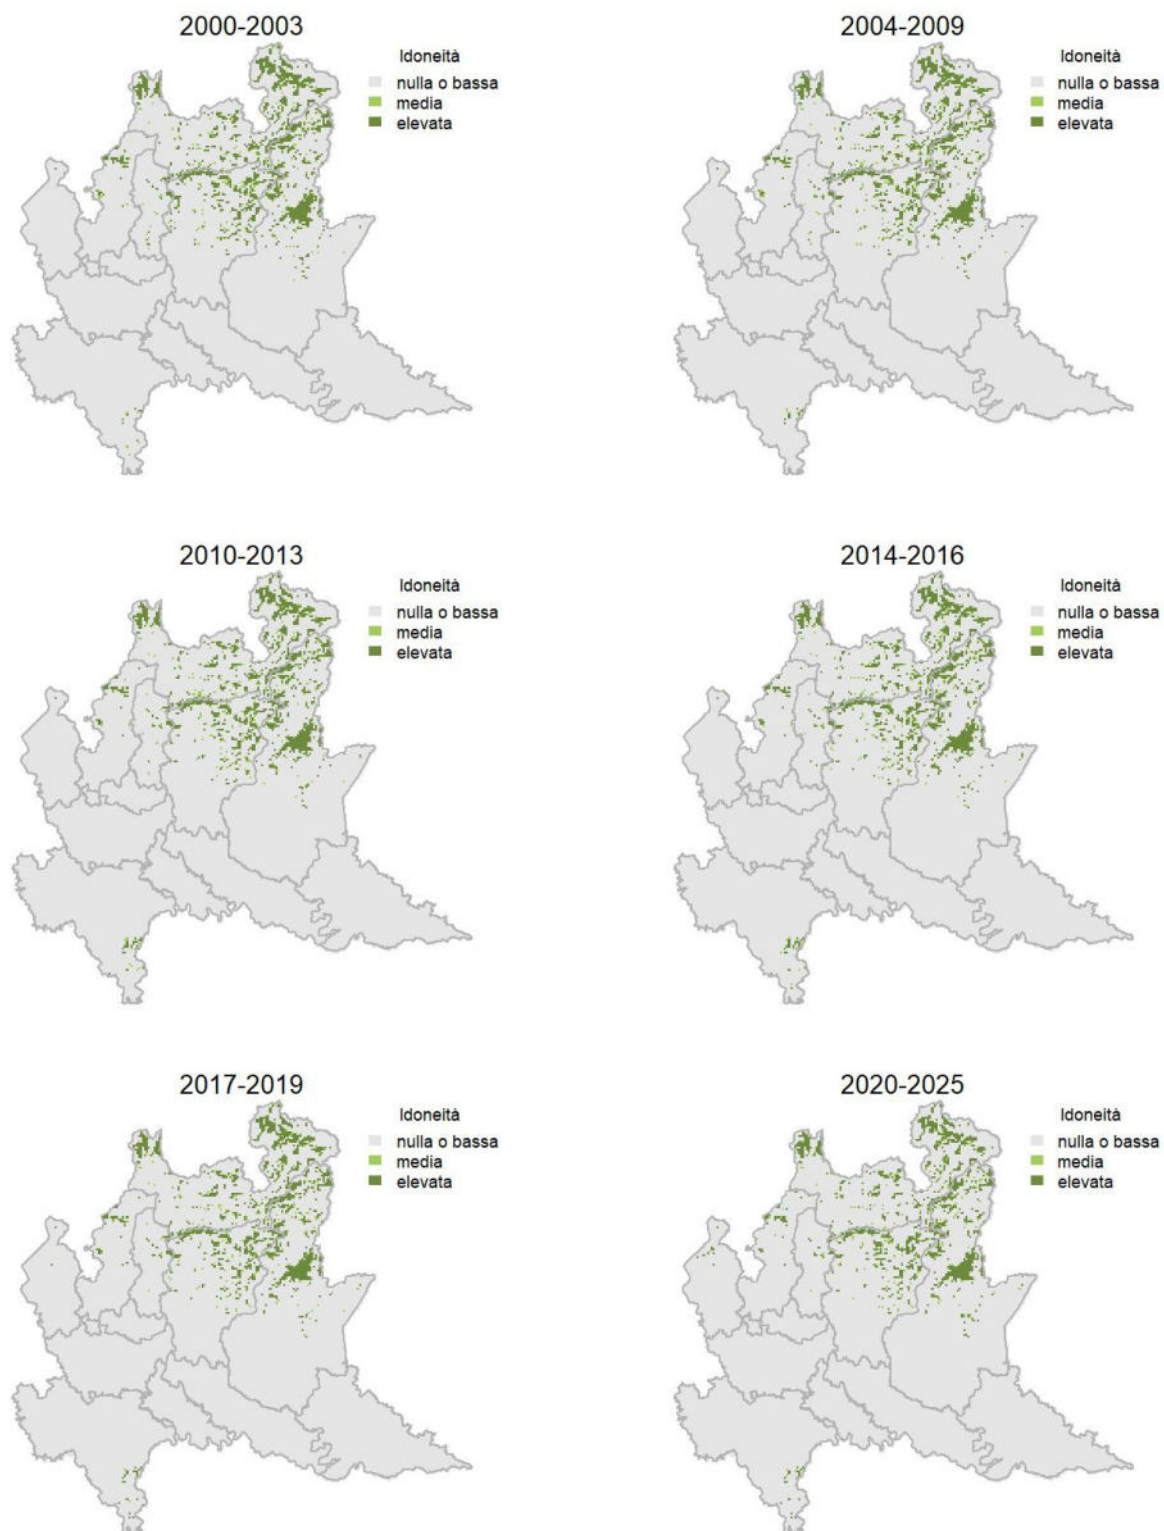 2000-2003
Idoneità
nulla o bassa
media
elevata
2004-2009
Idoneità
nulla o bassa
media
elevata
2010-2013
Idoneità
nulla o bassa
media
elevata
2014-2016
Idoneità
nulla o bassa
media
elevata
2017-2019
Idoneità
nulla o bassa
media
elevata
2020-2025
Idoneità
nulla o bassa
media
elevata